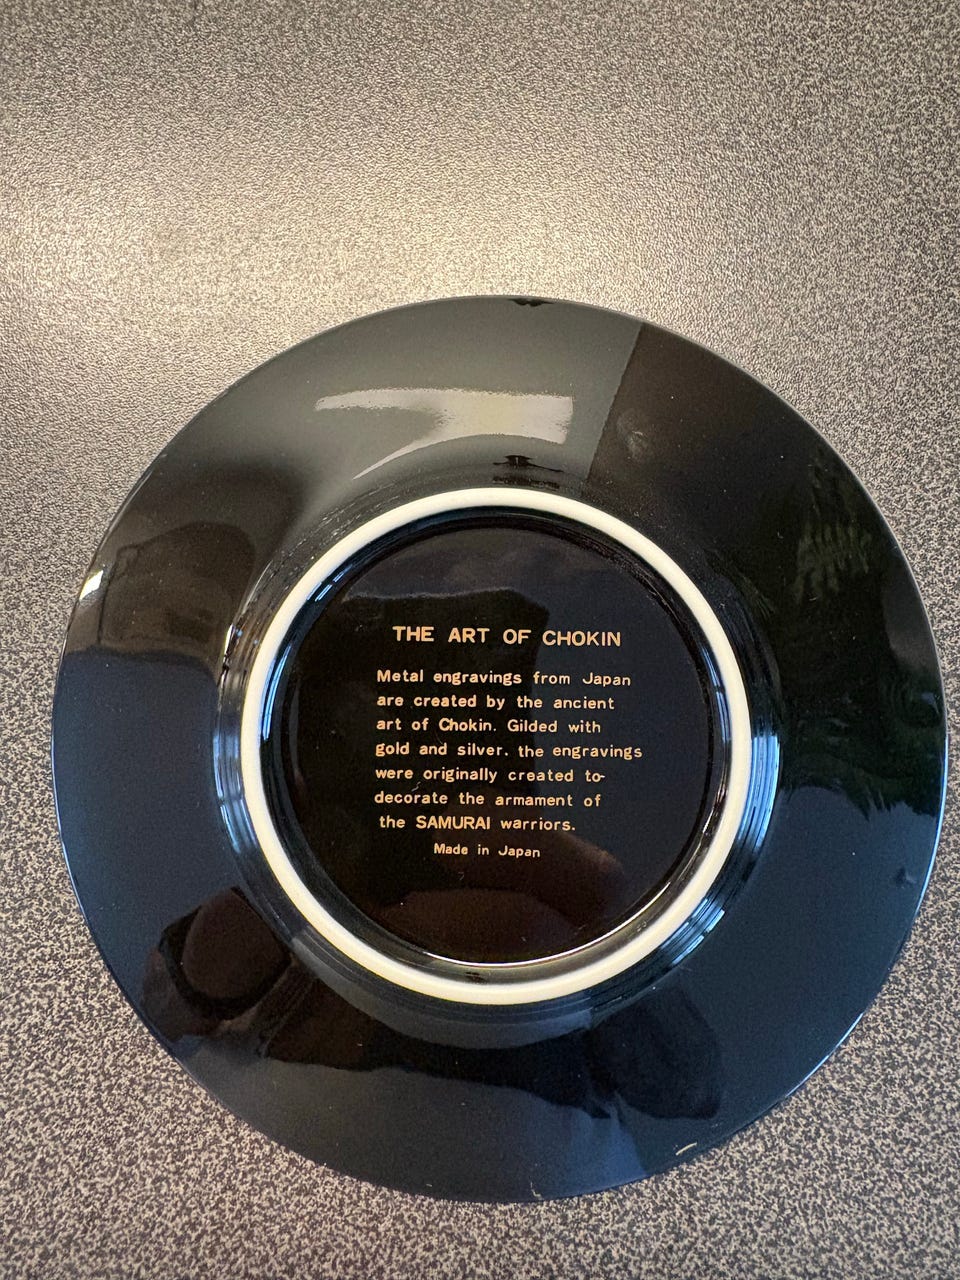 THE ART OF CHOKIN
Metal engravings from Japan
are created by the ancient
art of Chokin. Gilded with
gold and silver. the engravings
were originally created to-
decorate the armament of
the SAMURAI warriors.
Made in Japan